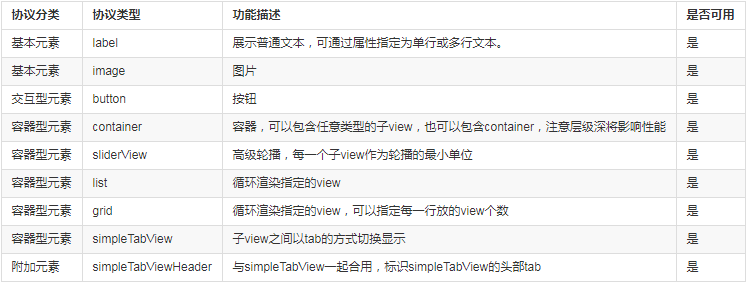 协议分类 协议类型 功能描述 是否可用
基本元素 label 展示普通文本，可通过属性指定为单行或多行文本。 是
基本元素 image 图片 是
交互型元素 button 按钮 是
容器型元素 container 容器，可以包含任意类型的子view，也可以包含container，注意层级深将影响性能 是
容器型元素 sliderView 高级轮播，每一个子view作为轮播的最小单位 是
容器型元素 list 循环渲染指定的view 是
容器型元素 grid 循环渲染指定的view，可以指定每一行放的view个数 是
容器型元素 simpleTabView 子view之间以tab的方式切换显示 是
附加元素 simpleTabViewHeader 与simpleTabView一起合用，标识simpleTabView的头部tab 是